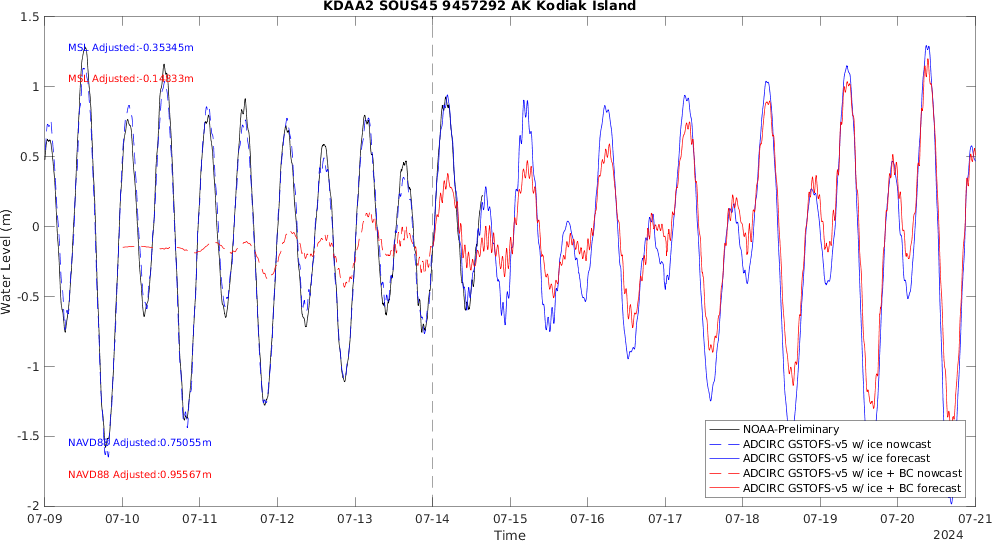 KDAA2 SOUS45 9457292 AK Kodiak Island
1.5
1
0.5
0
-0.5
-1
-1.5
-2
Water Level (m)
MSL Adjusted:-0.35345m
MSL Adjusted:-0.14833m
NAVD88 Adjusted:0.75055m
NAVD88 Adjusted:0.95567m
NOAA-Preliminary
ADCIRC GSTOFS-v5 w/ ice nowcast
ADCIRC GSTOFS-v5 w/ ice forecast
ADCIRC GSTOFS-v5 w/ ice + BC nowcast
ADCIRC GSTOFS-v5 w/ ice + BC forecast
07-09 07-10 07-11 07-12 07-13 07-14 07-15 07-16 07-17 07-18 07-19 07-20 07-21
Time
2024